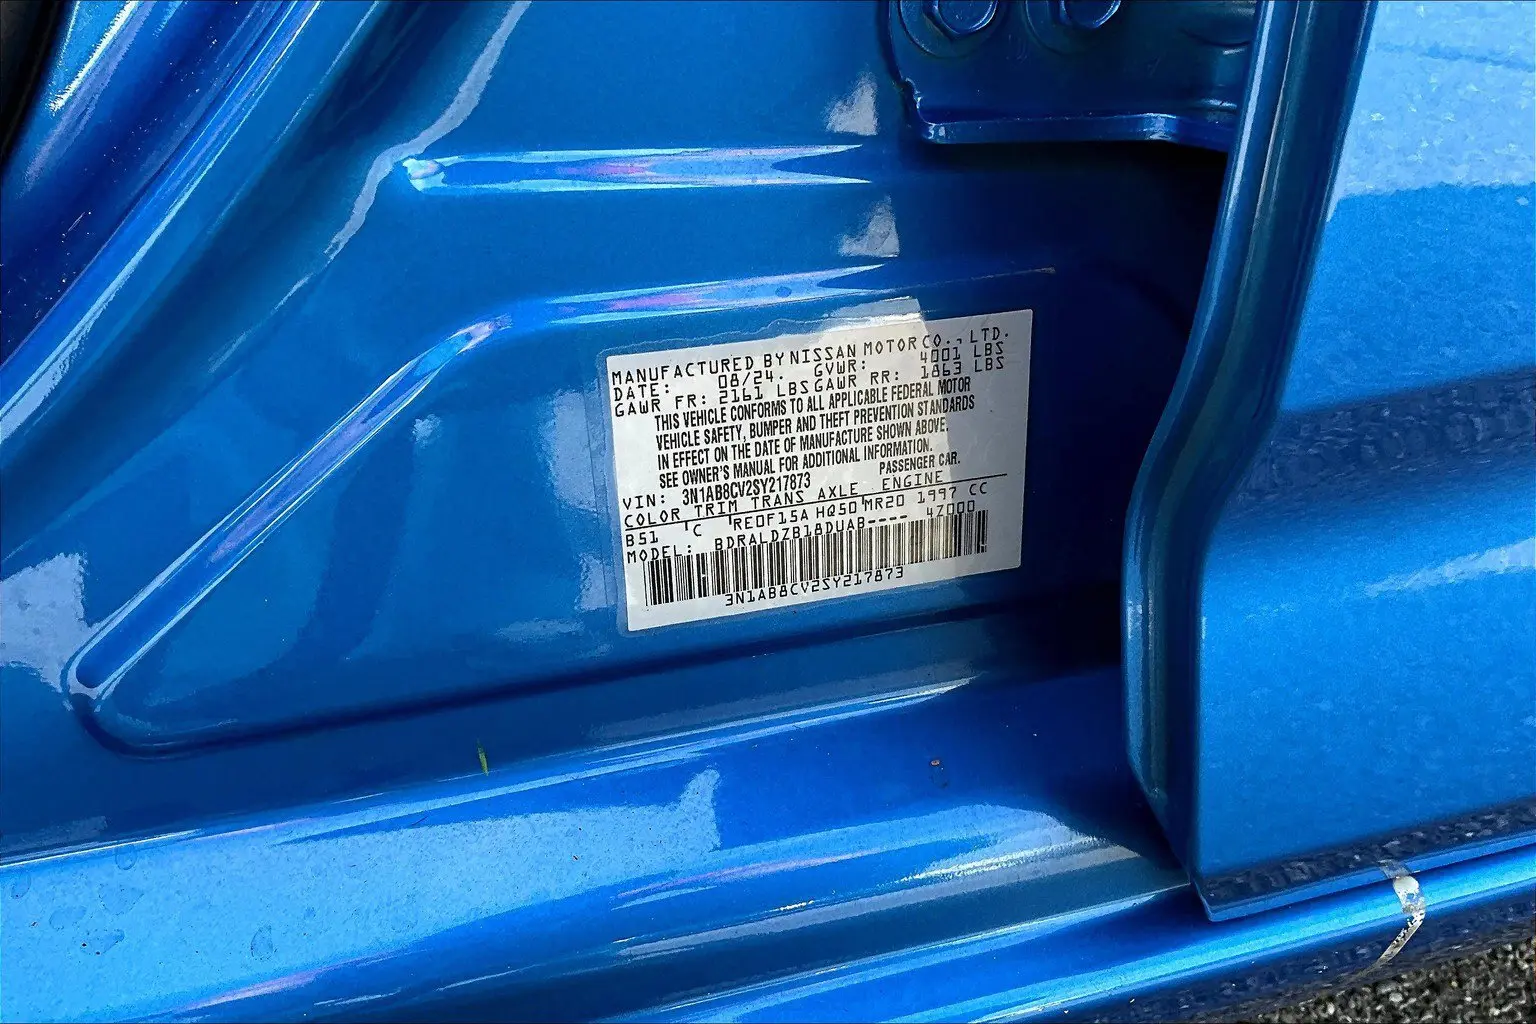 MANUFACTURED BY NISSAN MOTOR CO., LTD.
DATE: 08/24. GVWR: 4001 LBS
GAWR FR: 2161 LBS GAWR RR: 1863 LBS
THIS VEHICLE CONFORMS TO ALL APPLICABLE FEDERAL MOTOR
VEHICLE SAFETY, BUMPER AND THEFT PREVENTION STANDARDS
IN EFFECT ON THE DATE OF MANUFACTURE SHOWN ABOVE.
SEE OWNER'S MANUAL FOR ADDITIONAL INFORMATION.
VIN: 3N1AB8CV2SY217873 PASSENGER CAR.
COLOR TRIM TRANS AXLE ENGINE
B51 C RE0F15A HQ50 MR20 1997 CC
MODEL: BDRALDZB18DUAB---- 47000
3N1AB8CV2SY217873